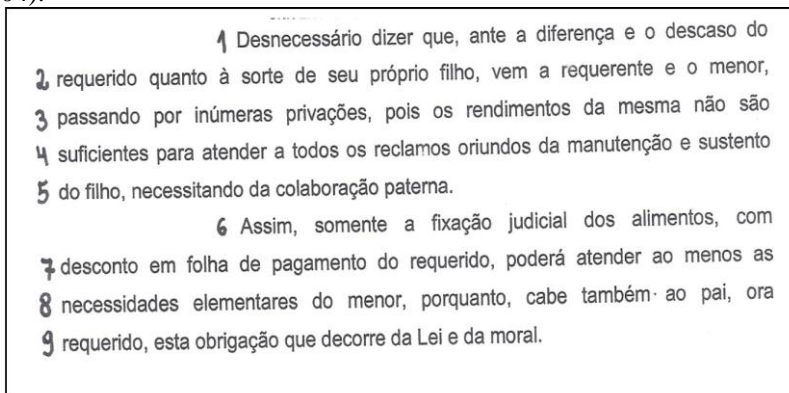 1 Desnecessário dizer que, ante a diferença e o descaso do
2 requerido quanto à sorte de seu próprio filho, vem a requerente e o menor,
3 passando por inúmeras privações, pois os rendimentos da mesma não são
4 suficientes para atender a todos os reclamos oriundos da manutenção e sustento
5 do filho, necessitando da colaboração paterna.
6 Assim, somente a fixação judicial dos alimentos, com
7 desconto em folha de pagamento do requerido, poderá atender ao menos as
8 necessidades elementares do menor, porquanto, cabe também ao pai, ora
9 requerido, esta obrigação que decorre da Lei e da moral.